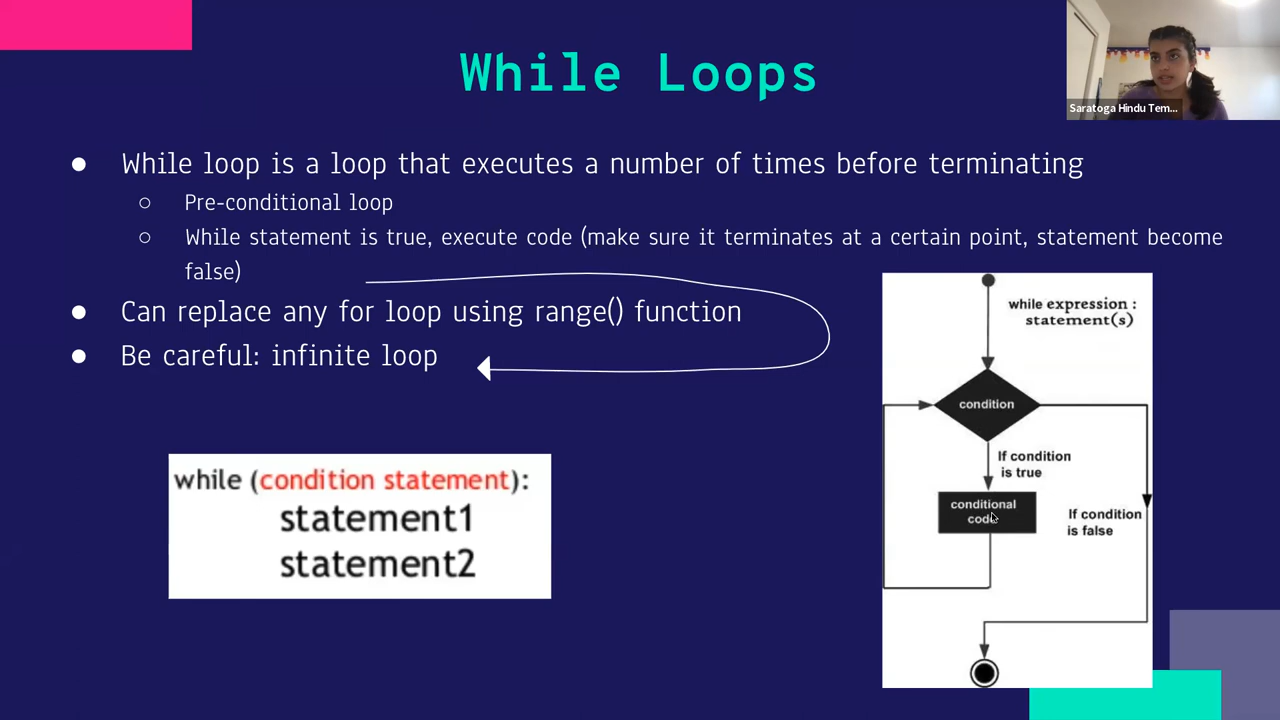 While Loops
Saratoga Hindu Tem...
● While loop is a loop that executes a number of times before terminating
○ Pre-conditional loop
○ While statement is true, execute code (make sure it terminates at a certain point, statement become
false)
● Can replace any for loop using range() function
● Be careful: infinite loop
while (condition statement):
statement1
statement2
while expression :
statement(s)
condition
If condition
is true
conditional
code
If condition
is false